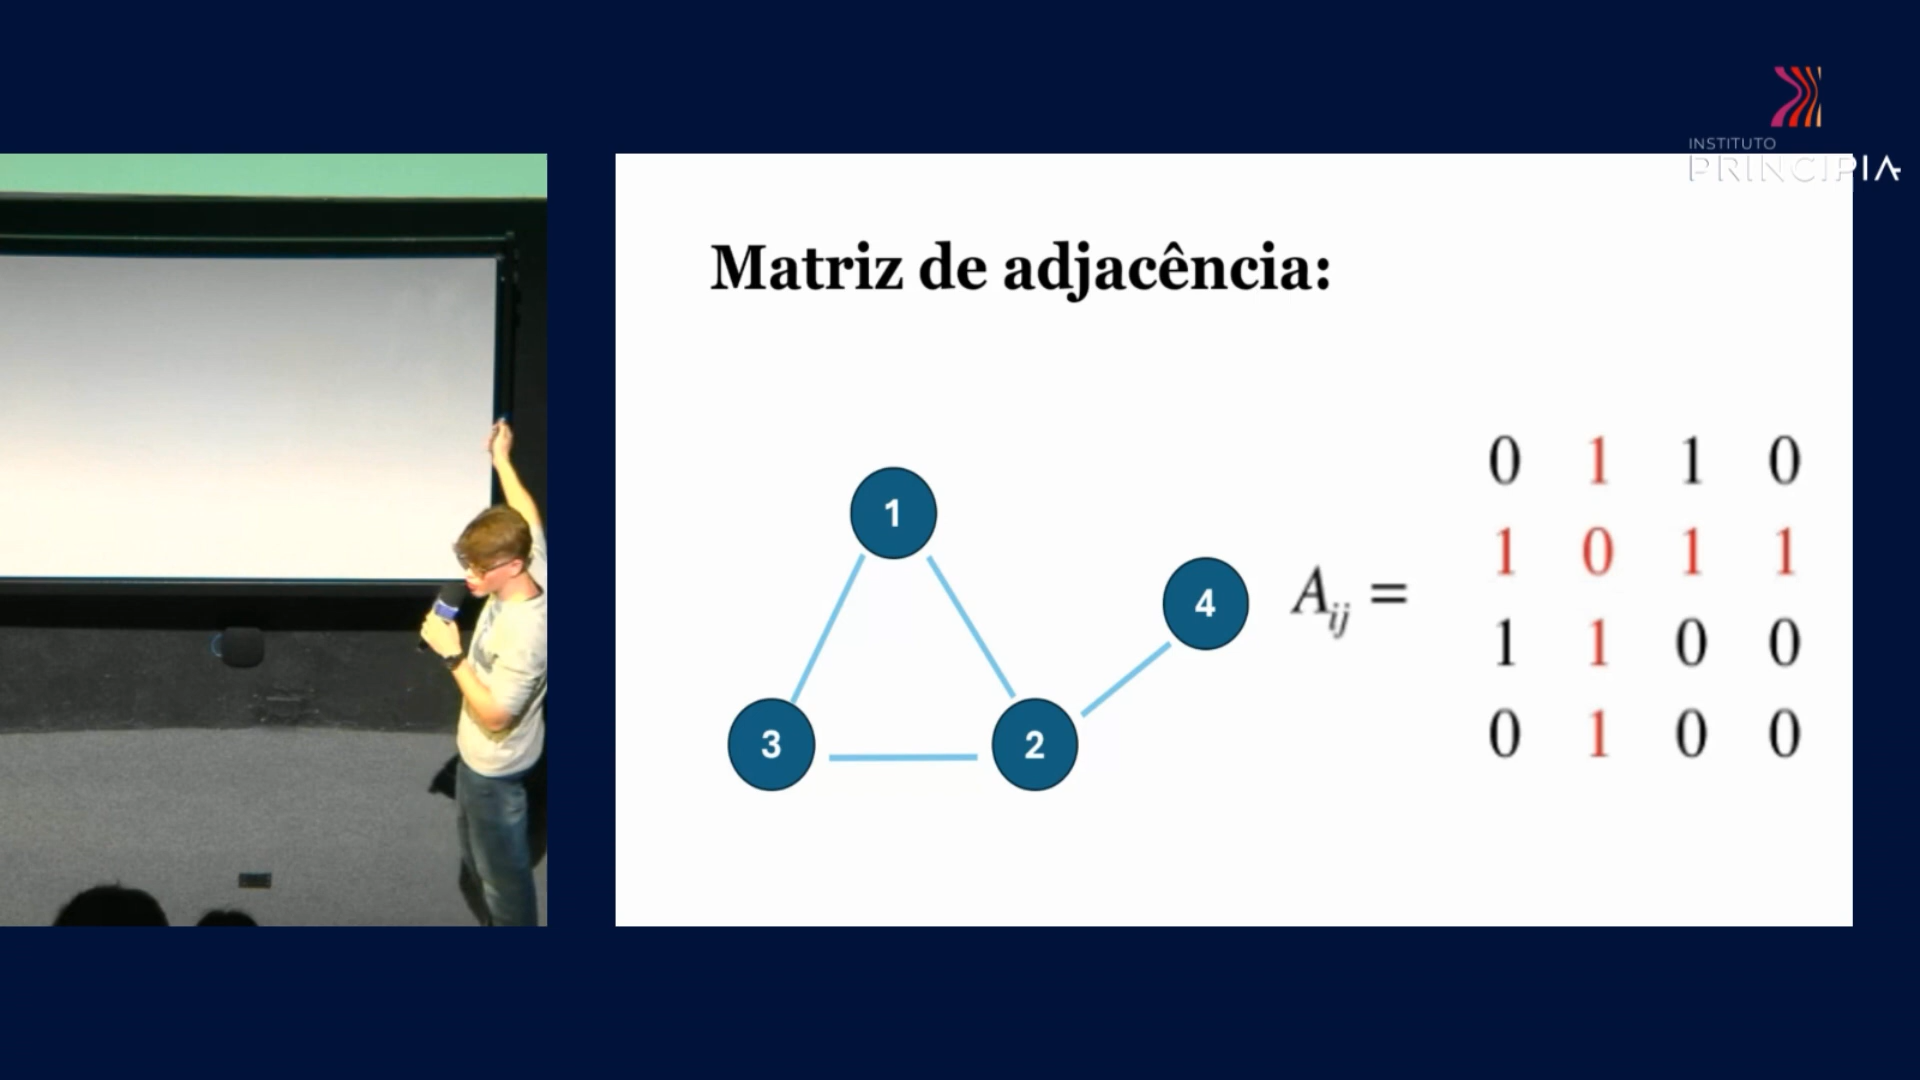 INSTITUTO
PRINCIPIA
Matriz de adjacência:
1
4
3
2
A_ij =
0 1 1 0
1 0 1 1
1 1 0 0
0 1 0 0